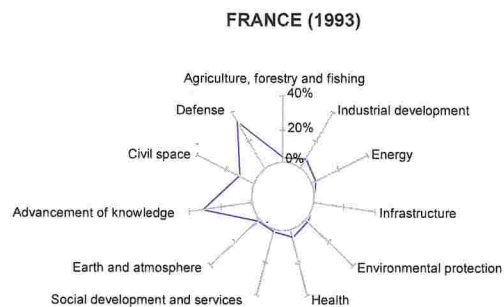 FRANCE (1993)
Agriculture, forestry and fishing
40%
Defense
Industrial development
20%
Civil space
Energy
0%
Advancement of knowledge
Infrastructure
Earth and atmosphere
Environmental protection
Social development and services
Health